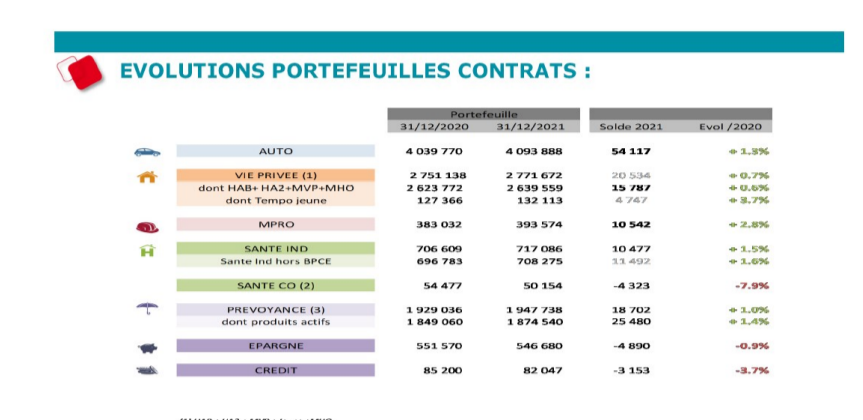 EVOLUTIONS PORTEFEUILLES CONTRATS :
Portefeuille
31/12/2020 31/12/2021 Solde 2021 Evol /2020
AUTO 4 039 770 4 093 888 54 117 1.3%
VIE PRIVEE (1) 2 751 138 2 771 672 20 534 0.7%
dont HAB+ HA2+MVP+MHO 2 623 772 2 639 559 15 787 0.6%
dont Tempo jeune 127 366 132 113 4 747 3.7%
MPRO 383 032 393 574 10 542 2.8%
SANTE IND 706 609 717 086 10 477 1.5%
Sante Ind hors BPCE 696 783 708 275 11 492 1.6%
SANTE CO (2) 54 477 50 154 -4 323 -7.9%
PREVOYANCE (3) 1 929 036 1 947 738 18 702 1.0%
dont produits actifs 1 849 060 1 874 540 25 480 1.4%
EPARGNE 551 570 546 680 -4 890 -0.9%
CREDIT 85 200 82 047 -3 153 -3.7%